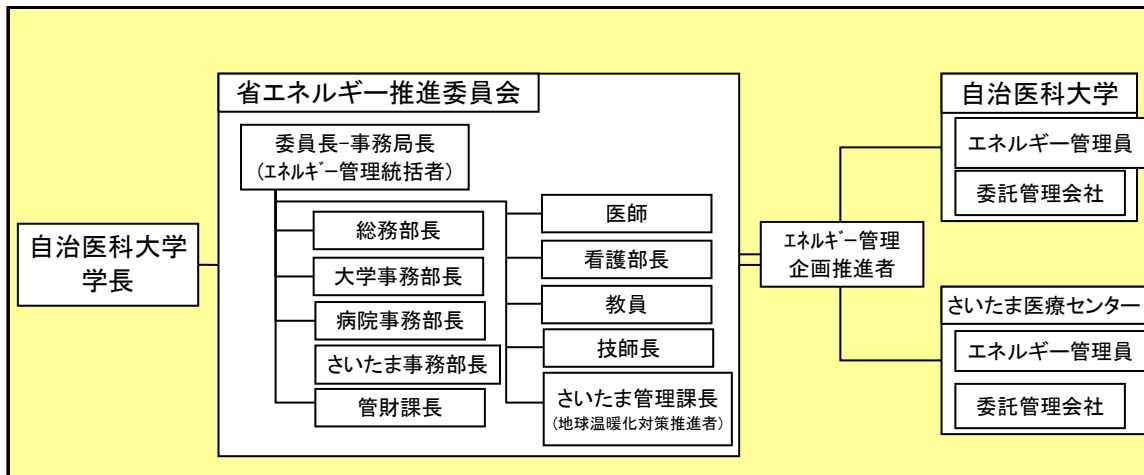 自治医科大学
学長
省エネルギー推進委員会
委員長-事務局長
(ｴﾈﾙｷﾞｰ管理統括者)
総務部長
大学事務部長
病院事務部長
さいたま事務部長
管財課長
医師
看護部長
教員
技師長
さいたま管理課長
(地球温暖化対策推進者)
ｴﾈﾙｷﾞｰ管理
企画推進者
自治医科大学
エネルギー管理員
委託管理会社
さいたま医療センター
エネルギー管理員
委託管理会社